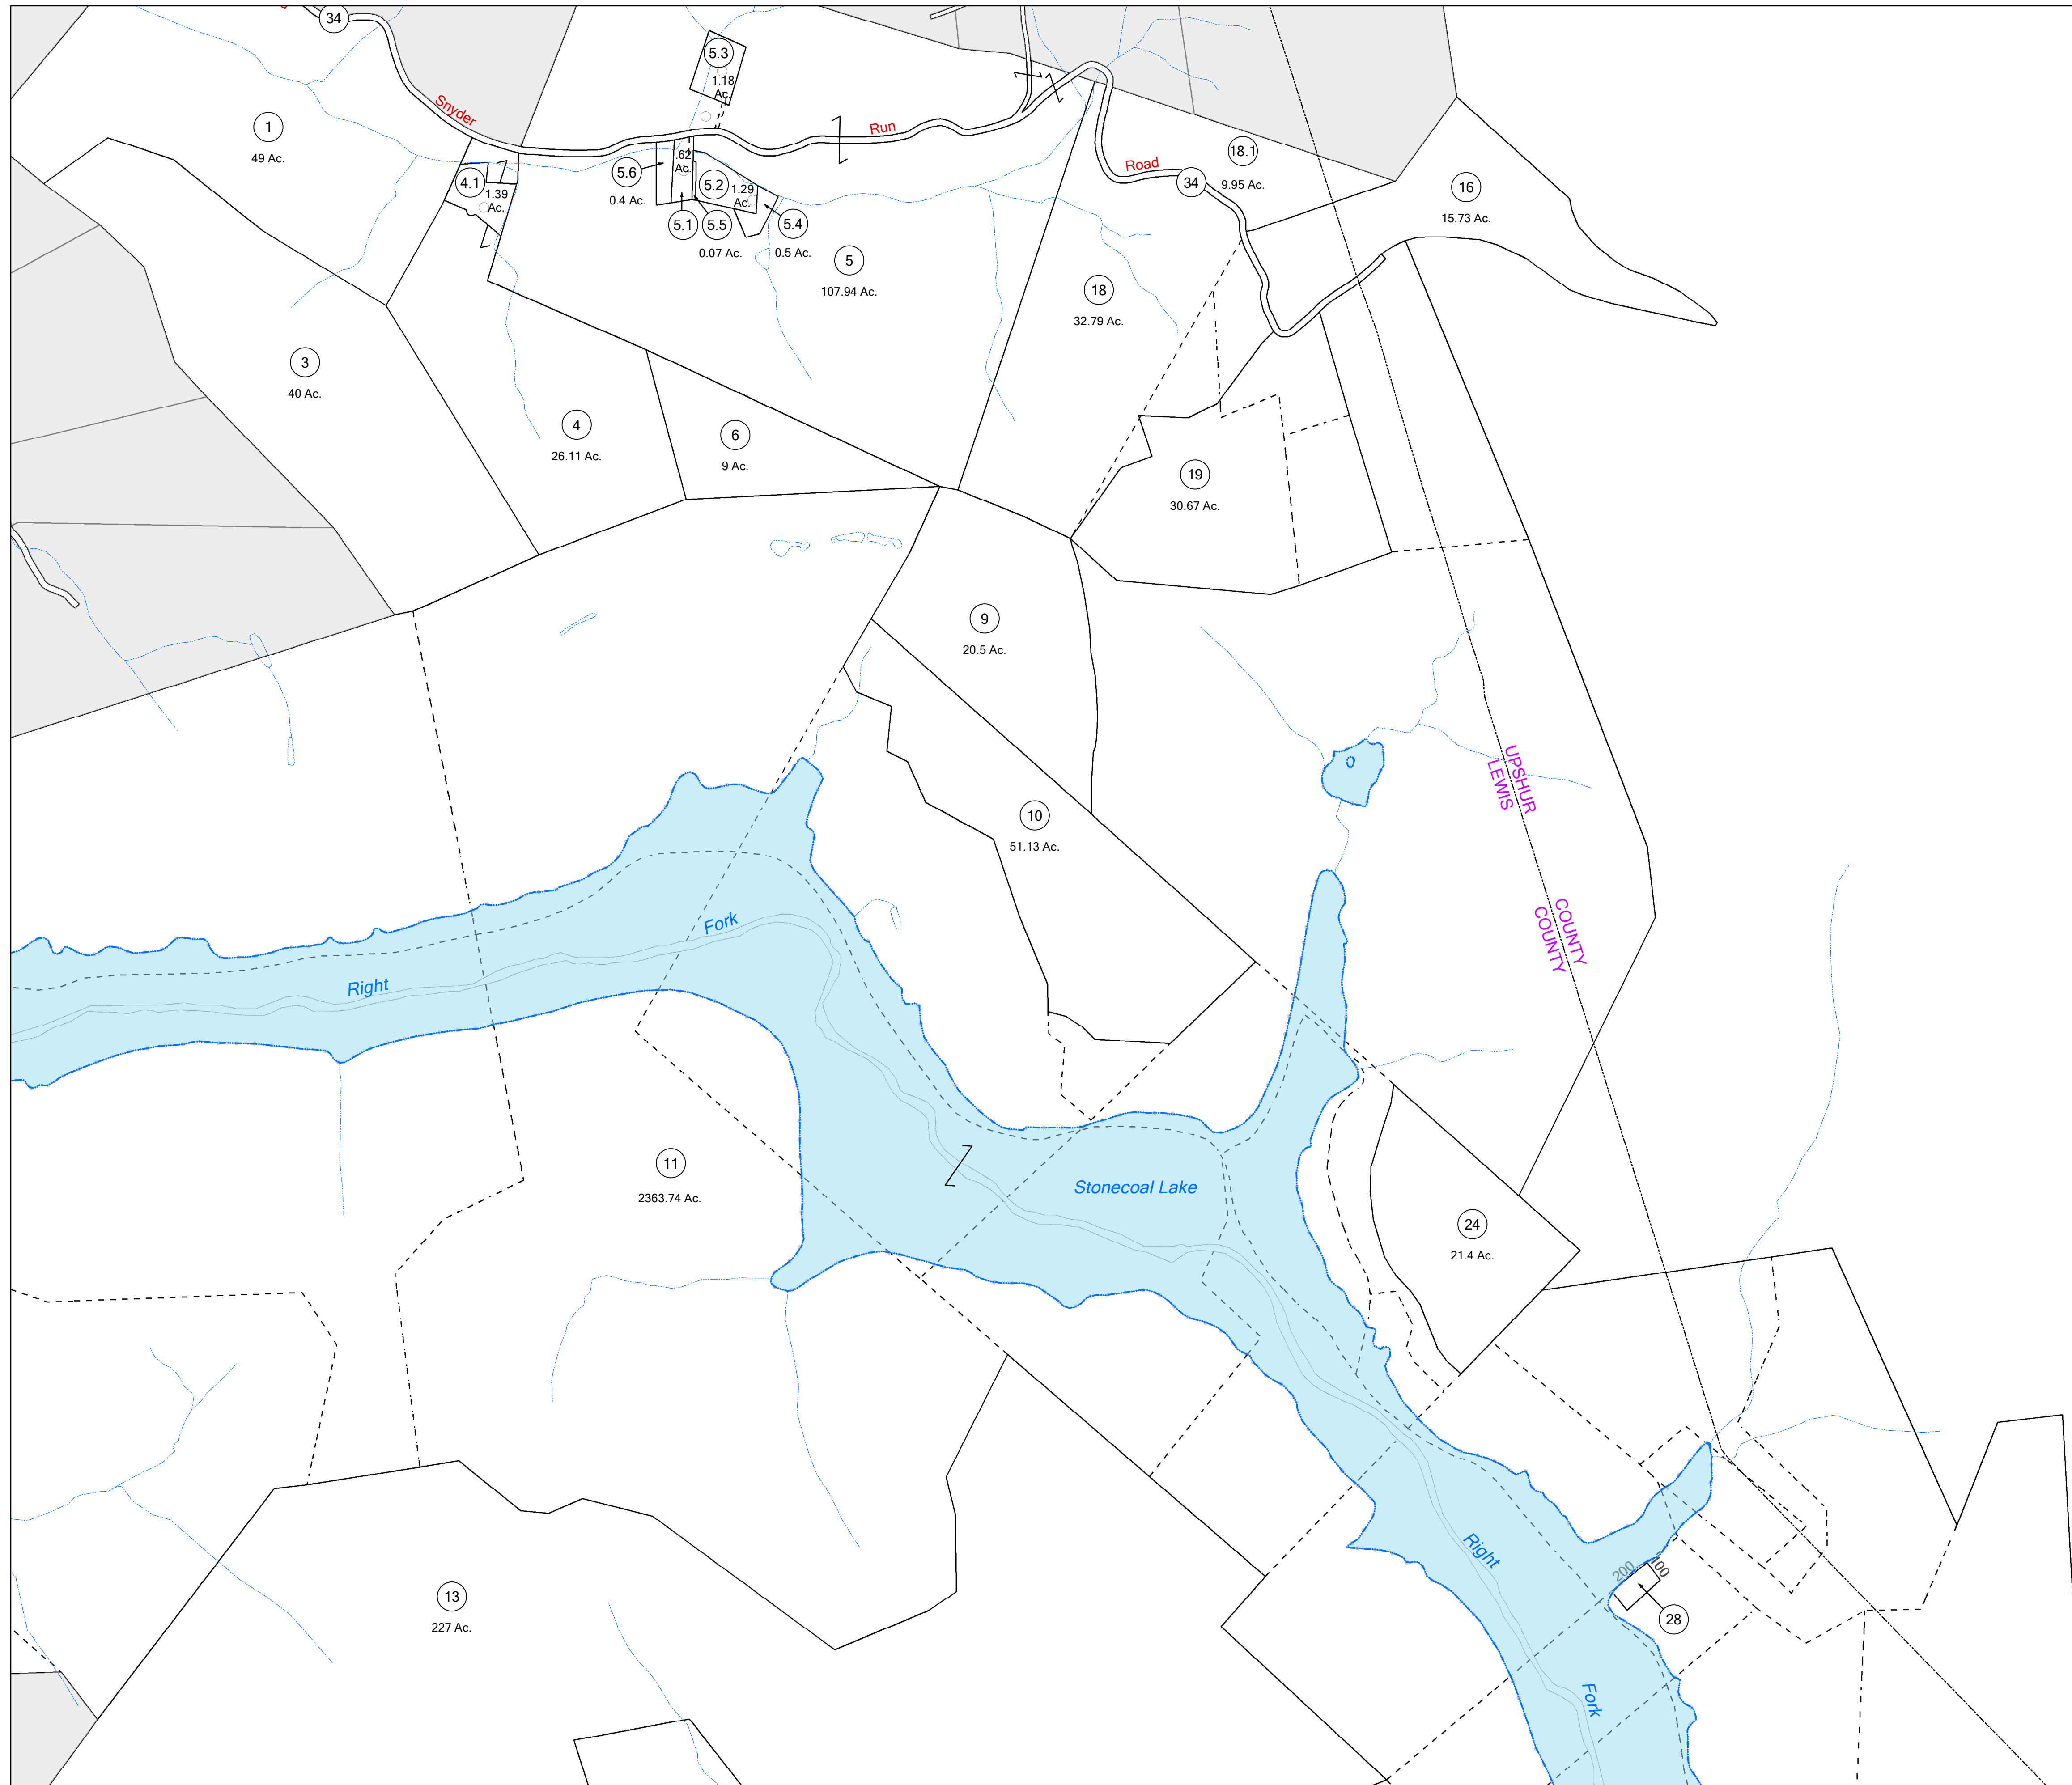 34
5.3
1.18
Ac.
Snyder
Run
1
49 Ac.
18.1
9.95 Ac.
Road
34
16
15.73 Ac.
.62
Ac.
5.6
0.4 Ac.
4.1
1.39
Ac.
5.2
1.29
Ac.
5.1
5.5
0.07 Ac.
5.4
0.5 Ac.
5
107.94 Ac.
18
32.79 Ac.
3
40 Ac.
4
26.11 Ac.
6
9 Ac.
19
30.67 Ac.
9
20.5 Ac.
UPSHUR
LEWIS
10
51.13 Ac.
COUNTY
COUNTY
Fork
Right
11
2363.74 Ac.
Stonecoal Lake
24
21.4 Ac.
Right
200
100
28
13
227 Ac.
Fork